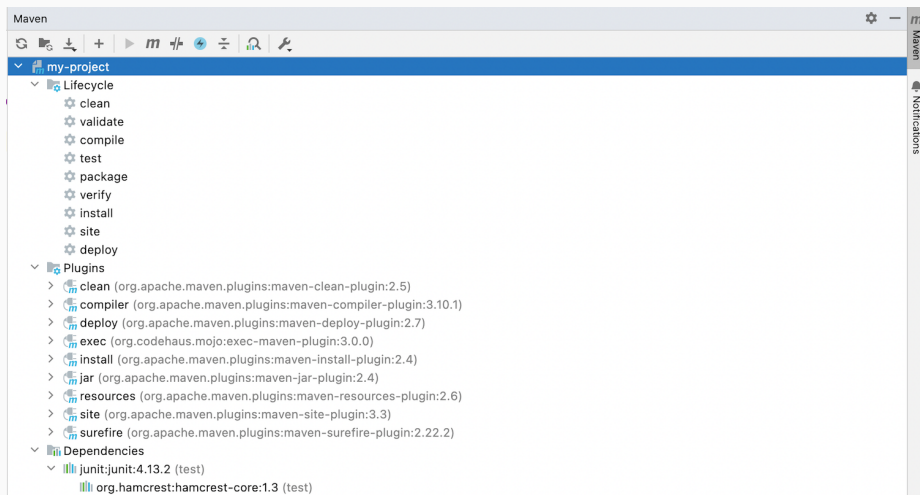 Maven
my-project
Lifecycle
clean
validate
compile
test
package
verify
install
site
deploy
Plugins
clean (org.apache.maven.plugins:maven-clean-plugin:2.5)
compiler (org.apache.maven.plugins:maven-compiler-plugin:3.10.1)
deploy (org.apache.maven.plugins:maven-deploy-plugin:2.7)
exec (org.codehaus.mojo:exec-maven-plugin:3.0.0)
install (org.apache.maven.plugins:maven-install-plugin:2.4)
jar (org.apache.maven.plugins:maven-jar-plugin:2.4)
resources (org.apache.maven.plugins:maven-resources-plugin:2.6)
site (org.apache.maven.plugins:maven-site-plugin:3.3)
surefire (org.apache.maven.plugins:maven-surefire-plugin:2.22.2)
Dependencies
junit:junit:4.13.2 (test)
org.hamcrest:hamcrest-core:1.3 (test)
Maven
Notifications